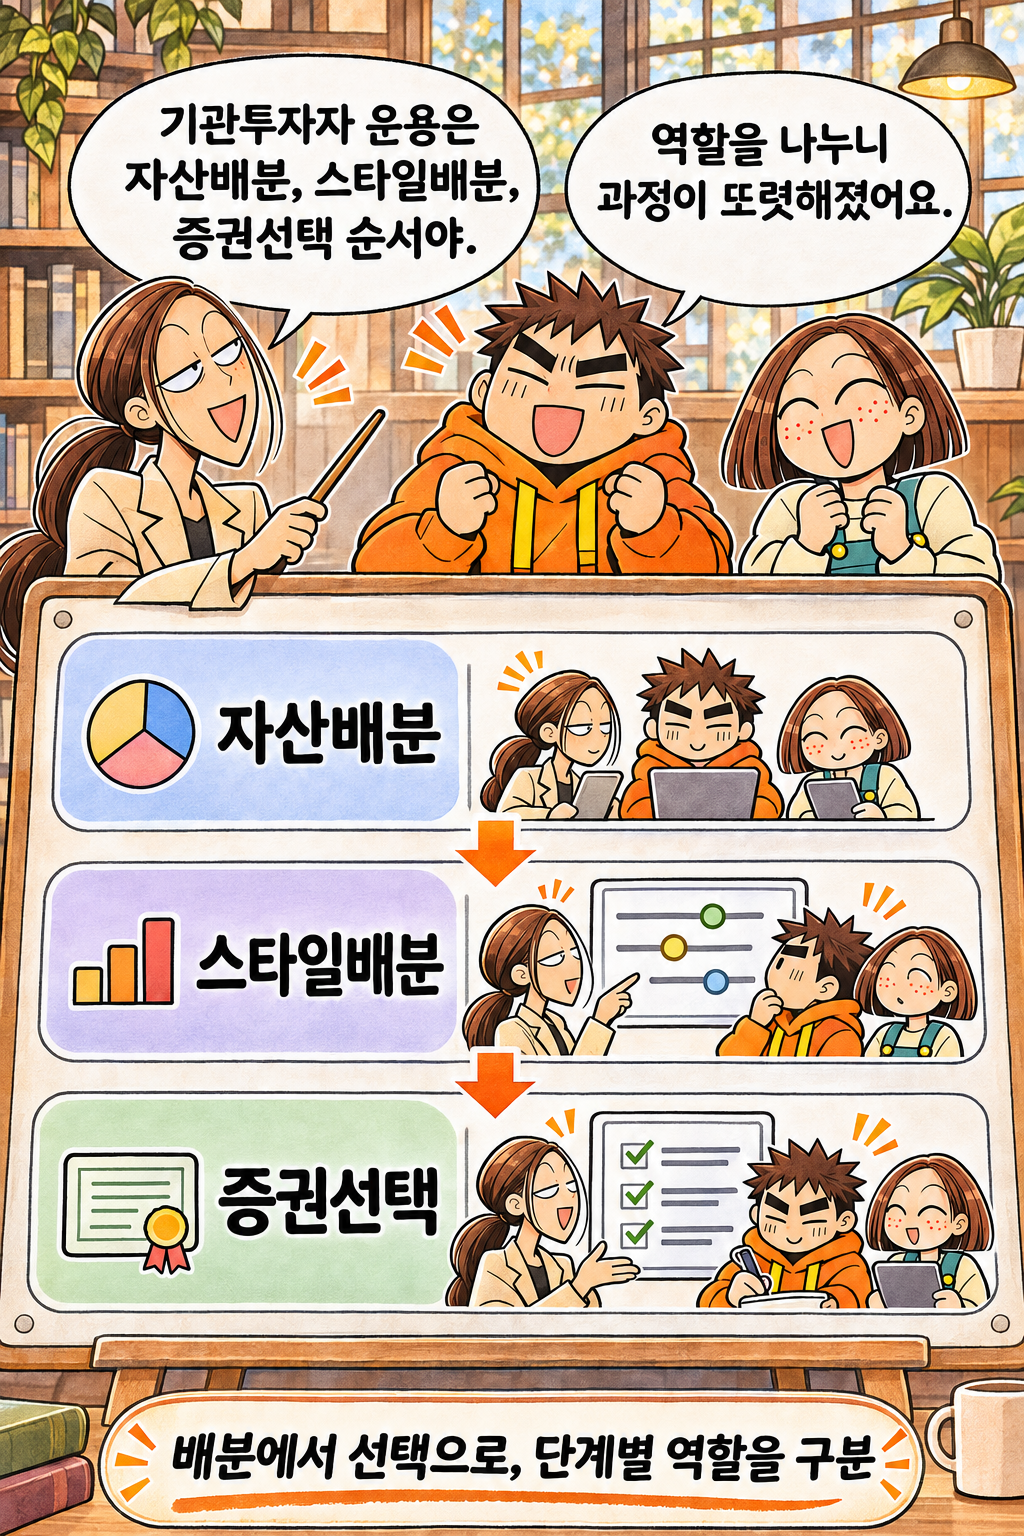 기관투자자 운용은
자산배분, 스타일배분,
증권선택 순서야.
역할을 나누니
과정이 또렷해졌어요.
자산배분
스타일배분
증권선택
배분에서 선택으로, 단계별 역할을 구분